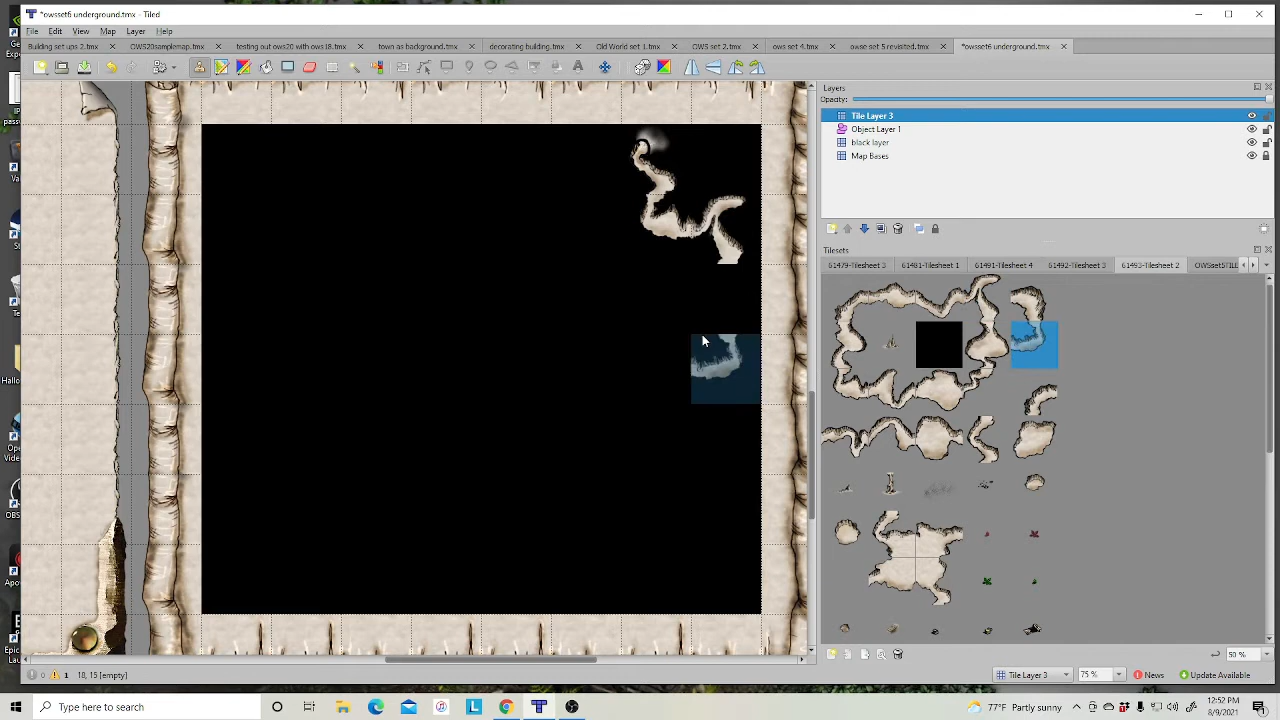 *owsset6 underground.tmx - Tiled
File Edit View Map Layer Help
Building set ups 2.tmx OWS20samplemap.tmx testing out ows20 with ows18.tmx town as background.tmx decorating building.tmx Old World set 1.tmx OWS set 2.tmx ows set 4.tmx owse set 5 revisited.tmx *owsset6 underground.tmx
Layers
Opacity:
Tile Layer 3
Object Layer 1
black layer
Map Bases
Tilesets
61479-Tilesheet 3 61481-Tilesheet 1 61491-Tilesheet 4 61492-Tilesheet 3 61493-Tilesheet 2
50 %
0 1 18, 15 [empty] Tile Layer 3 75 % News Update Available
Type here to search 77°F Partly sunny 12:52 PM
8/9/2021